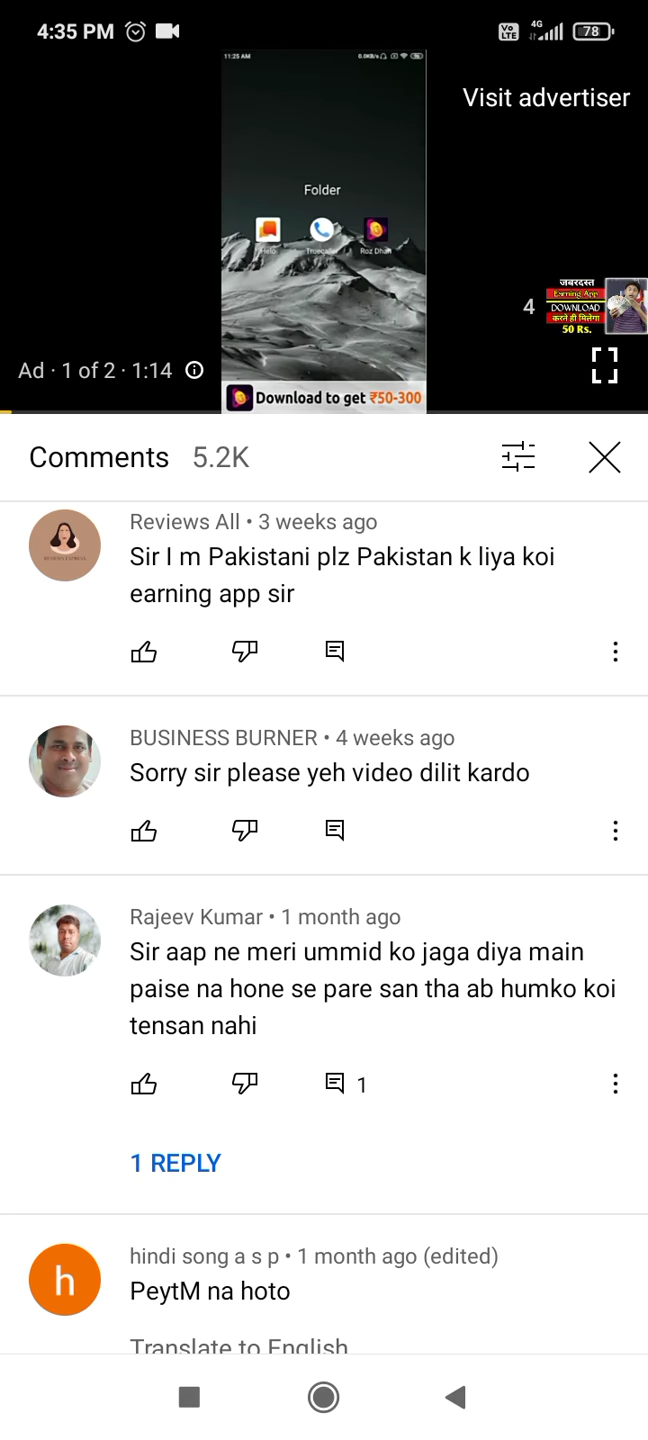 4:35 PM
Vo LTE 4G 78
11:25 AM
Visit advertiser
Folder
Helo Truecaller Roz Dhan
4
जबरदस्त
Earning App
DOWNLOAD
करते ही मिलेगा
50 Rs.
Ad · 1 of 2 · 1:14
Download to get ₹50-300
Comments 5.2K
Reviews All • 3 weeks ago
Sir I m Pakistani plz Pakistan k liya koi
earning app sir
BUSINESS BURNER • 4 weeks ago
Sorry sir please yeh video dilit kardo
Rajeev Kumar • 1 month ago
Sir aap ne meri ummid ko jaga diya main
paise na hone se pare san tha ab humko koi
tensan nahi
1
1 REPLY
h
hindi song a s p • 1 month ago (edited)
PeytM na hoto
Translate to English